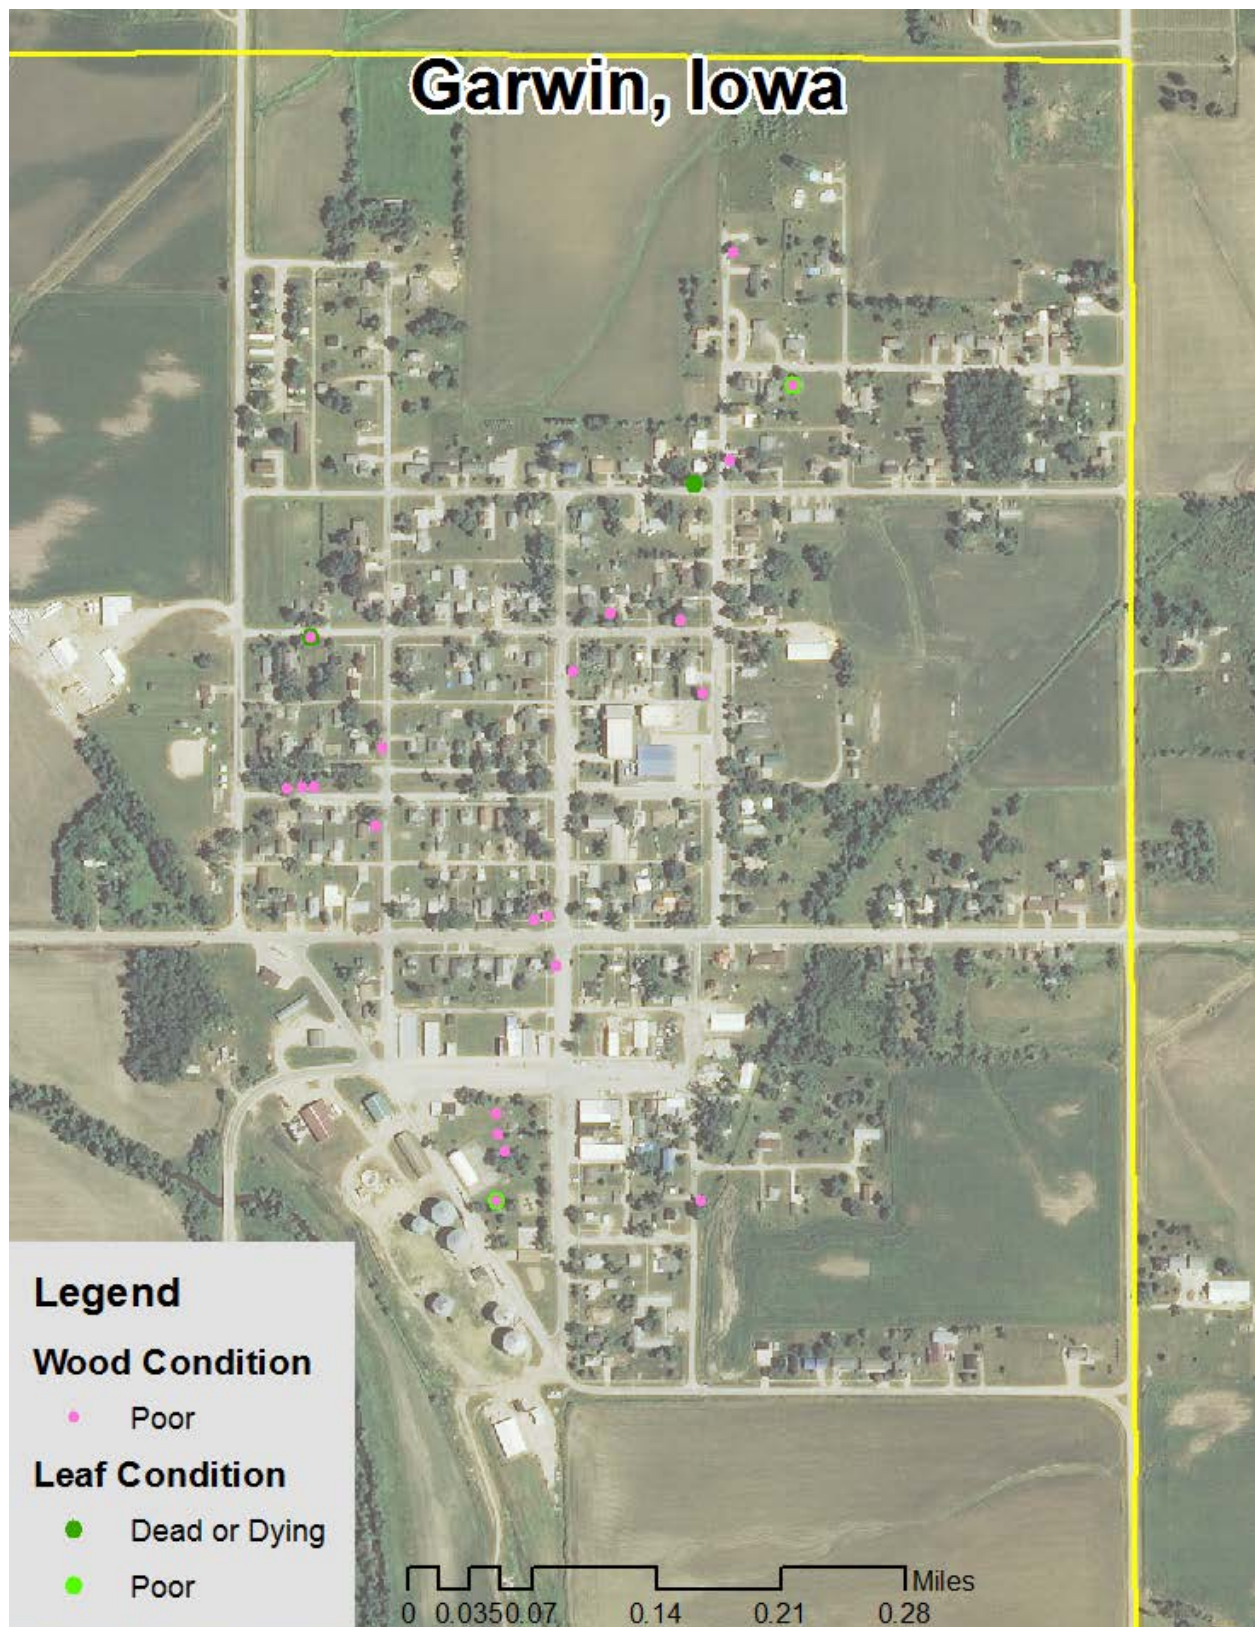 Garwin, Iowa
Legend
Wood Condition
Poor
Leaf Condition
Dead or Dying
Poor
Miles
0 0.0350.07 0.14 0.21 0.28